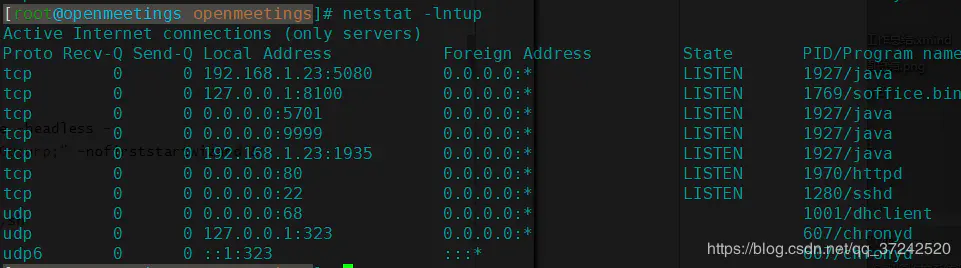 [root@openmeetings openmeetings]# netstat -lntup
Active Internet connections (only servers)
Proto Recv-Q Send-Q Local Address Foreign Address State PID/Program name
tcp 0 0 192.168.1.23:5080 0.0.0.0:* LISTEN 1927/java
tcp 0 0 127.0.0.1:8100 0.0.0.0:* LISTEN 1769/soffice.bin
tcp 0 0 0.0.0.0:5701 0.0.0.0:* LISTEN 1927/java
tcp 0 0 0.0.0.0:9999 0.0.0.0:* LISTEN 1927/java
tcp 0 0 192.168.1.23:1935 0.0.0.0:* LISTEN 1927/java
tcp 0 0 0.0.0.0:80 0.0.0.0:* LISTEN 1970/httpd
tcp 0 0 0.0.0.0:22 0.0.0.0:* LISTEN 1280/sshd
udp 0 0 0.0.0.0:68 0.0.0.0:* 1001/dhclient
udp 0 0 127.0.0.1:323 0.0.0.0:* 607/chronyd
udp6 0 0 ::1:323 :::* 607/chronyd
https://blog.csdn.net/qq_37242520